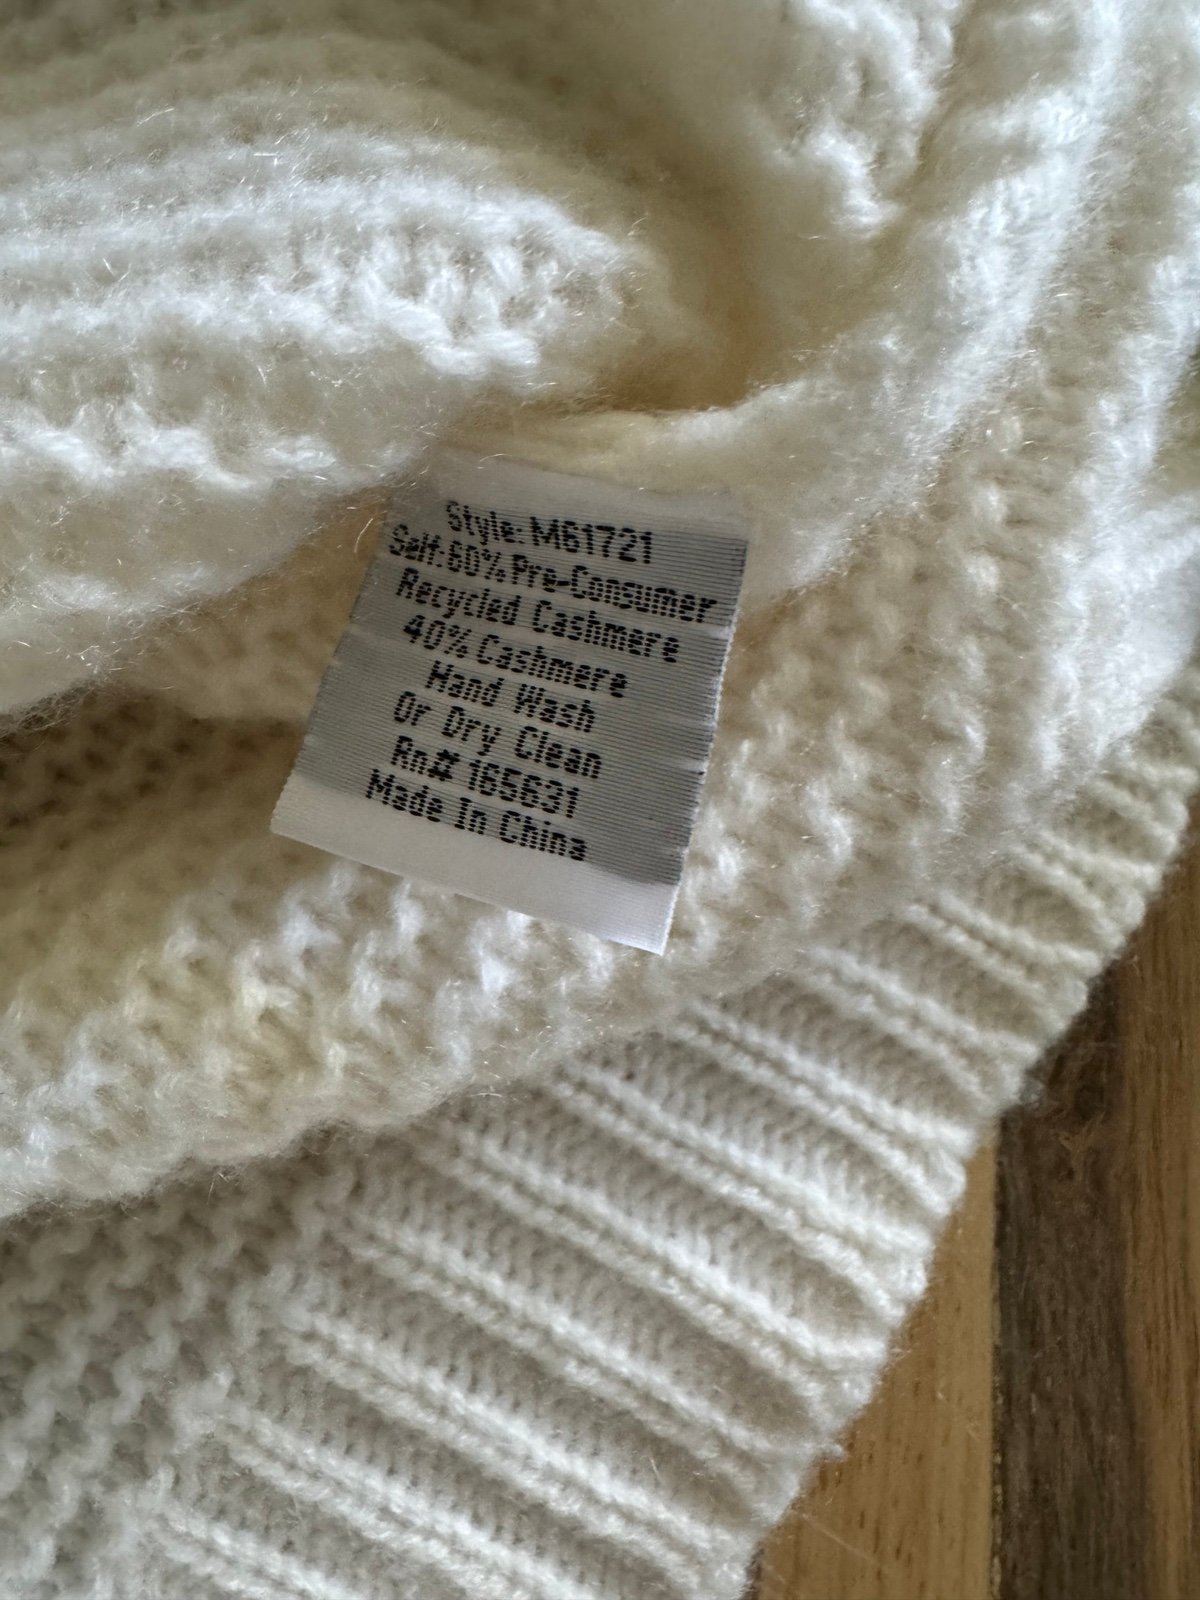 Style: M61721
Self: 60% Pre-Consumer
Recycled Cashmere
40% Cashmere
Hand Wash
Or Dry Clean
Rn# 165631
Made In China